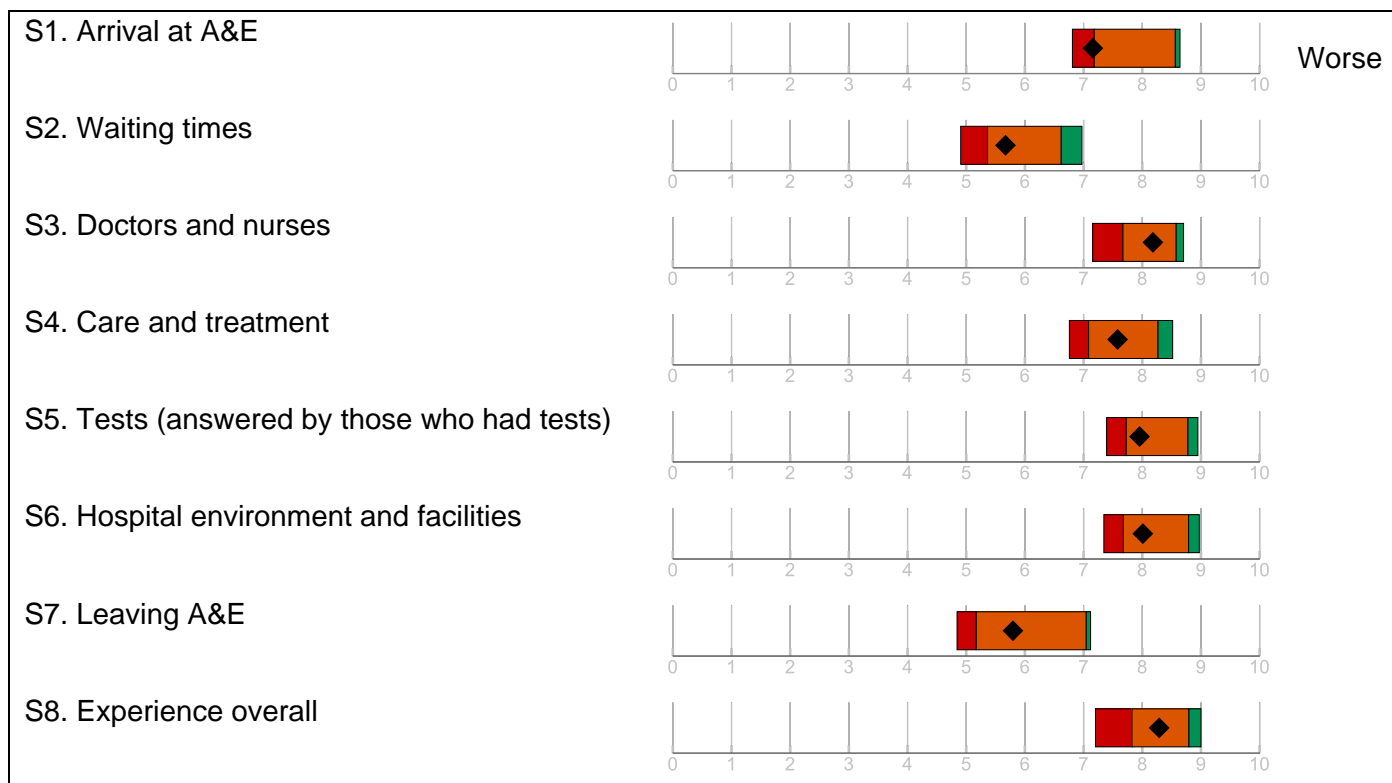 S1. Arrival at A&E
Worse
0 1 2 3 4 5 6 7 8 9 10
S2. Waiting times
0 1 2 3 4 5 6 7 8 9 10
S3. Doctors and nurses
0 1 2 3 4 5 6 7 8 9 10
S4. Care and treatment
0 1 2 3 4 5 6 7 8 9 10
S5. Tests (answered by those who had tests)
0 1 2 3 4 5 6 7 8 9 10
S6. Hospital environment and facilities
0 1 2 3 4 5 6 7 8 9 10
S7. Leaving A&E
0 1 2 3 4 5 6 7 8 9 10
S8. Experience overall
0 1 2 3 4 5 6 7 8 9 10